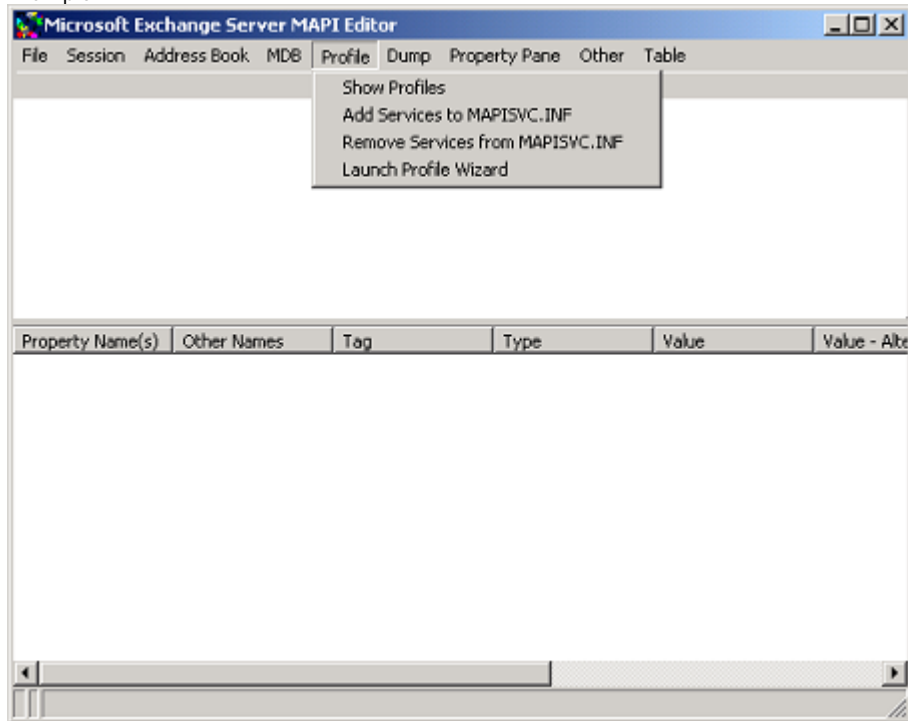 Microsoft Exchange Server MAPI Editor
File Session Address Book MDB Profile Dump Property Pane Other Table
Show Profiles
Add Services to MAPISVC.INF
Remove Services from MAPISVC.INF
Launch Profile Wizard
Property Name(s) Other Names Tag Type Value Value - Alte